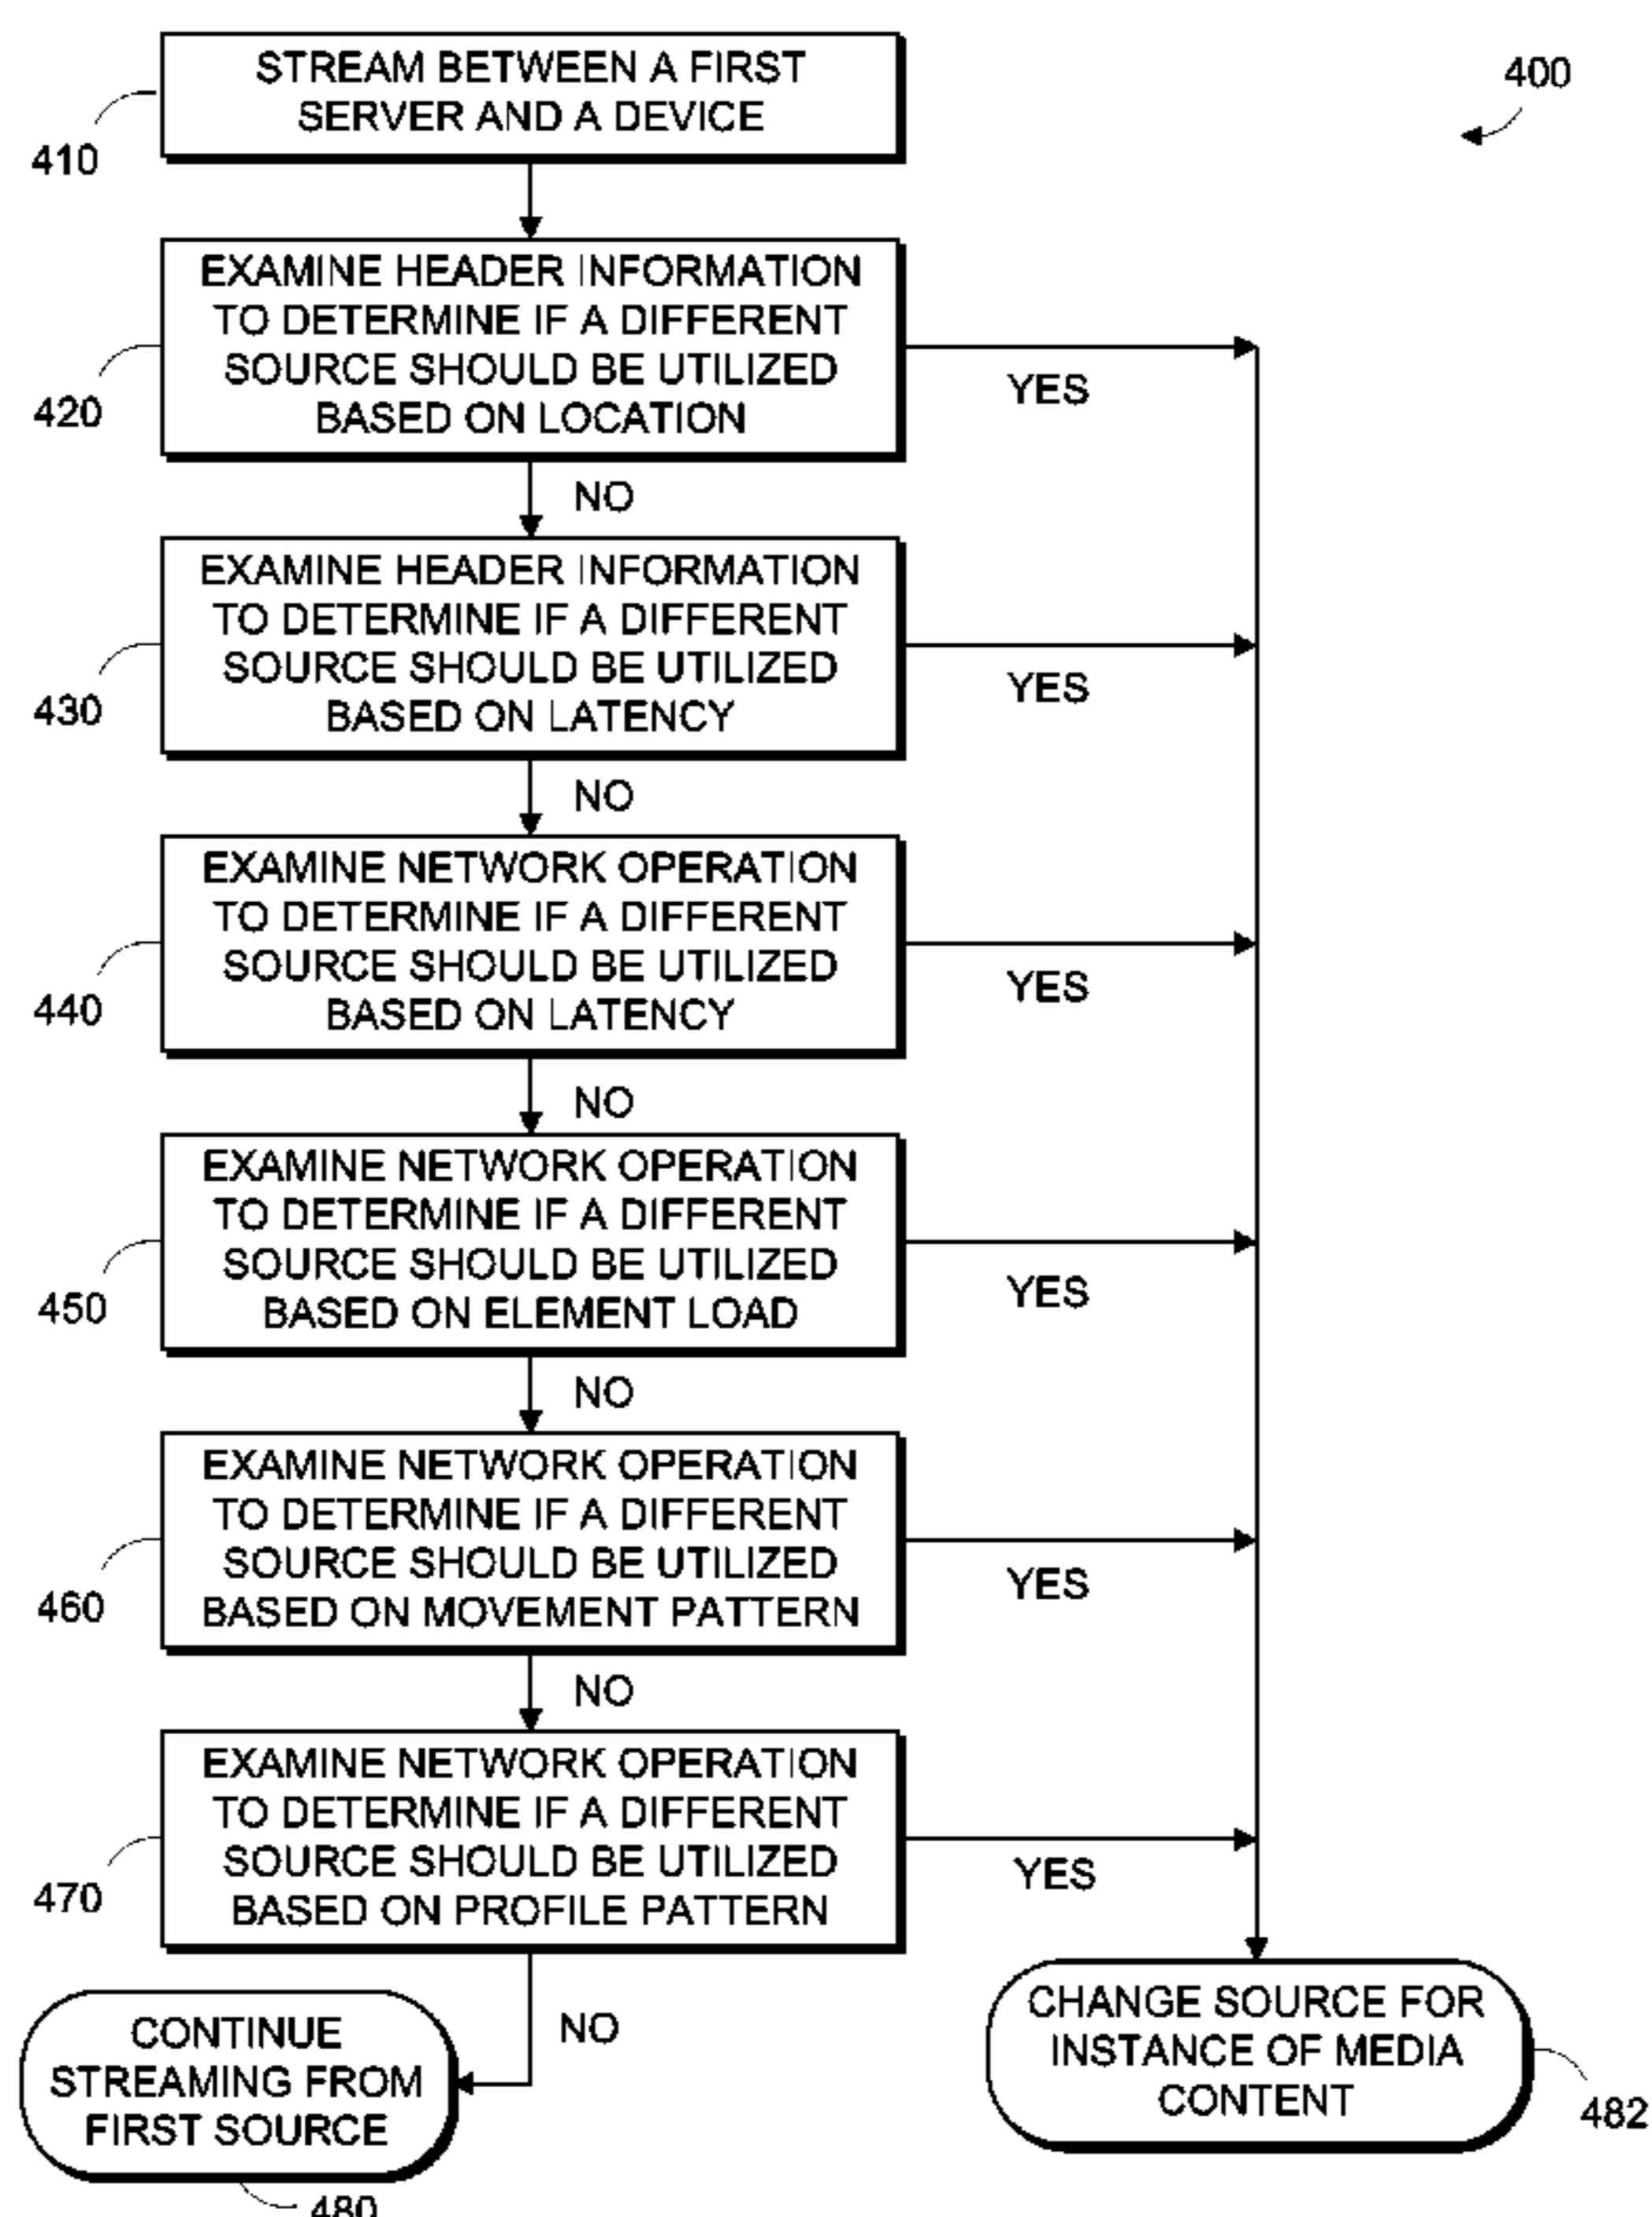 STREAM BETWEEN A FIRST
SERVER AND A DEVICE
400
410
EXAMINE HEADER INFORMATION
TO DETERMINE IF A DIFFERENT
SOURCE SHOULD BE UTILIZED
BASED ON LOCATION
420
YES
NO
EXAMINE HEADER INFORMATION
TO DETERMINE IF A DIFFERENT
SOURCE SHOULD BE UTILIZED
BASED ON LATENCY
430
YES
NO
EXAMINE NETWORK OPERATION
TO DETERMINE IF A DIFFERENT
SOURCE SHOULD BE UTILIZED
BASED ON LATENCY
440
YES
NO
EXAMINE NETWORK OPERATION
TO DETERMINE IF A DIFFERENT
SOURCE SHOULD BE UTILIZED
BASED ON ELEMENT LOAD
450
YES
NO
EXAMINE NETWORK OPERATION
TO DETERMINE IF A DIFFERENT
SOURCE SHOULD BE UTILIZED
BASED ON MOVEMENT PATTERN
460
YES
NO
EXAMINE NETWORK OPERATION
TO DETERMINE IF A DIFFERENT
SOURCE SHOULD BE UTILIZED
BASED ON PROFILE PATTERN
470
YES
NO
CONTINUE
STREAMING FROM
FIRST SOURCE
480
CHANGE SOURCE FOR
INSTANCE OF MEDIA
CONTENT
482